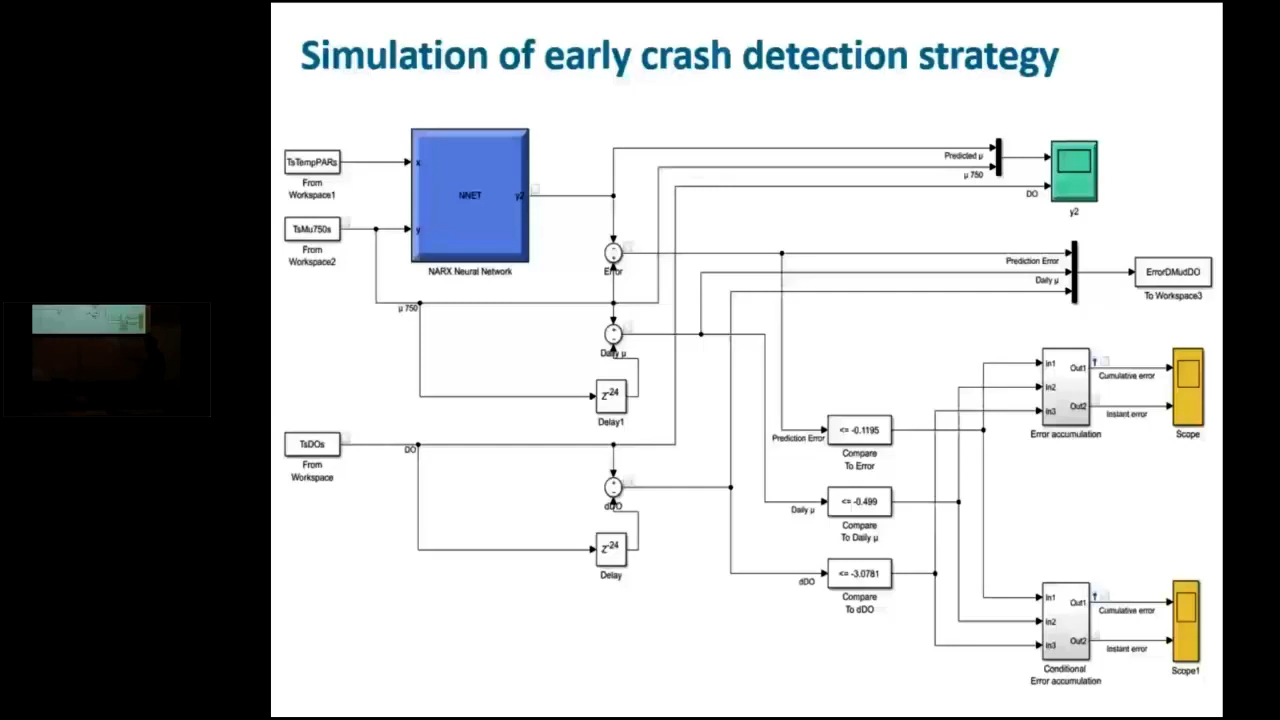 Simulation of early crash detection strategy
TsTempPARs
From
Workspace1
TsMu750s
From
Workspace2
x
y
NNET
y2
NARX Neural Network
Predicted μ
μ 750
DO
y2
Error
Prediction Error
Daily μ
ErrorDMudDO
To Workspace3
μ 750
Daily μ
Z-24
Delay1
TsDOs
From
Workspace
DO
dDO
Z-24
Delay
Prediction Error
<= -0.1195
Compare
To Error
Daily μ
<= -0.499
Compare
To Daily μ
dDO
<= -3.0781
Compare
To dDO
In1
In2
In3
Out1
Out2
Error accumulation
Cumulative error
Instant error
Scope
In1
In2
In3
Out1
Out2
Conditional
Error accumulation
Cumulative error
Instant error
Scope1